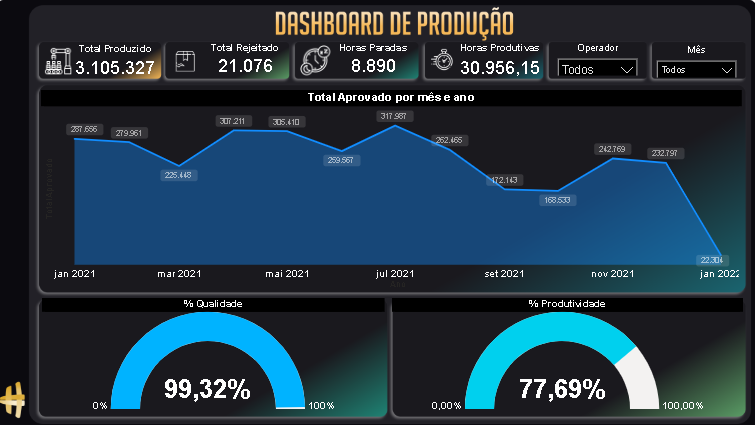 DASHBOARD DE PRODUÇÃO
Total Produzido
3.105.327
Total Rejeitado
21.076
Horas Paradas
8.890
Horas Produtivas
30.956,15
Operador
Todos
Mês
Todos
Total Aprovado por mês e ano
287.656
279.961
225.448
307.211
305.410
259.567
317.987
262.465
172.143
168.533
242.769
232.797
22.304
Total Aprovado
jan 2021
mar 2021
mai 2021
jul 2021
set 2021
nov 2021
jan 2022
Ano
% Qualidade
99,32%
0%
100%
% Produtividade
77,69%
0,00%
100,00%